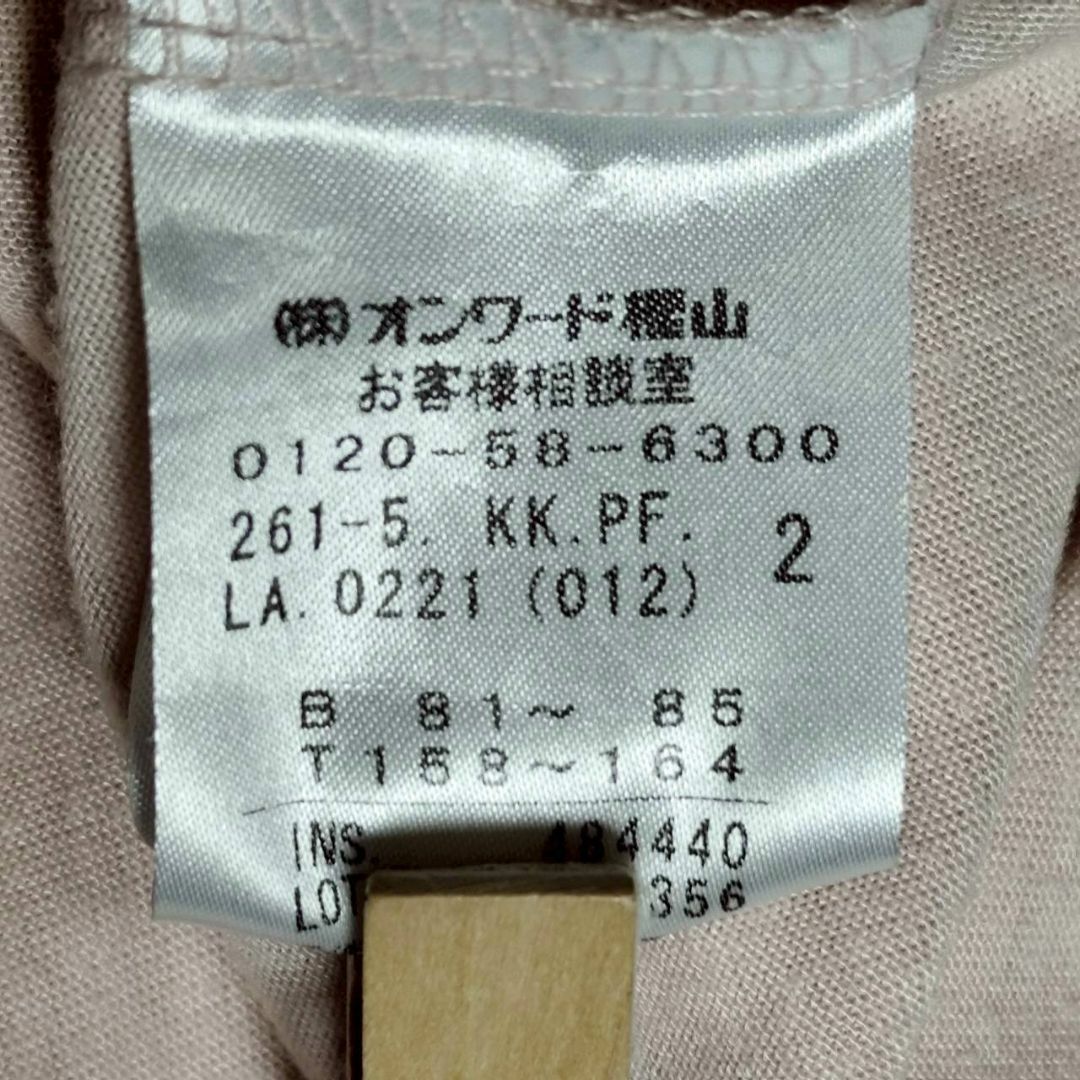 ㈱オンワード樫山
お客様相談室
0120-58-6300
261-5. KK.PF. 2
LA.0221(012)
B 81～ 85
T158～164
INS. 484440
LOT 356